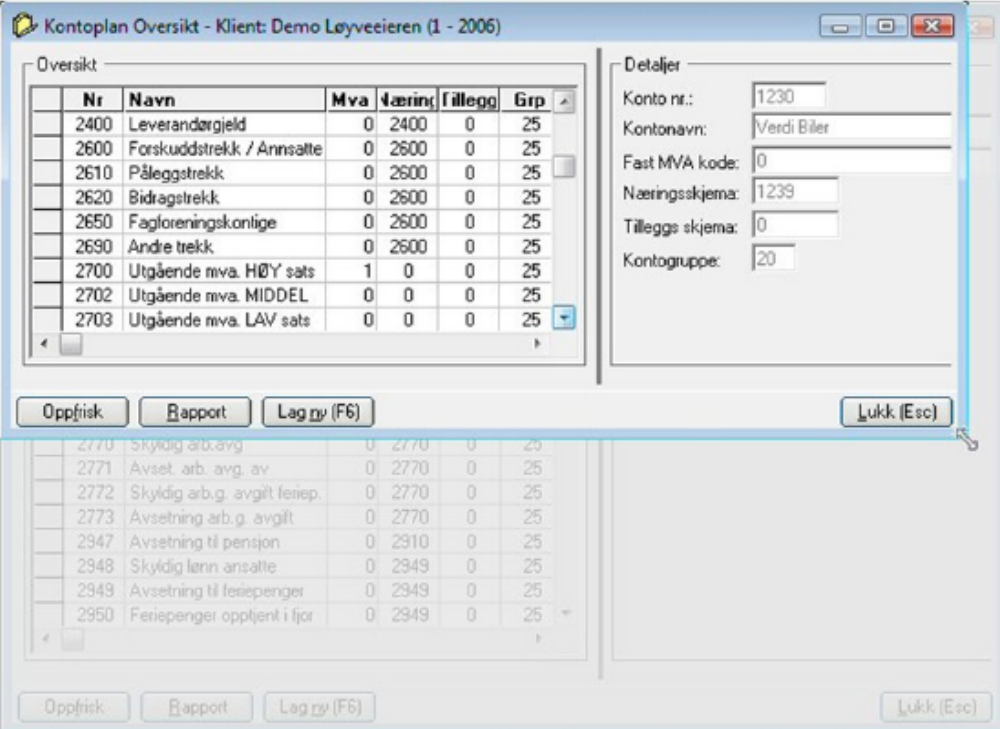 Kontoplan Oversikt - Klient: Demo Løyveeieren (1 - 2006)
Oversikt
Nr Navn Mva Næring Tillegg Grp
2400 Leverandørgjeld 0 2400 0 25
2600 Forskuddstrekk / Annsatte 0 2600 0 25
2610 Påleggstrekk 0 2600 0 25
2620 Bidragstrekk 0 2600 0 25
2650 Fagforeningskontige 0 2600 0 25
2690 Andre trekk 0 2600 0 25
2700 Utgående mva. HØY sats 1 0 0 25
2702 Utgående mva. MIDDEL 0 0 0 25
2703 Utgående mva. LAV sats 0 0 0 25
Detaljer
Konto nr.: 1230
Kontonavn: Verdi Biler
Fast MVA kode: 0
Næringsskjema: 1239
Tilleggs skjema: 0
Kontogruppe: 20
Oppfrisk Rapport Lag ny (F6) Lukk (Esc)
2770 Skyldig arb.avg 0 2770 0 25
2771 Avset. arb. avg. av 0 2770 0 25
2772 Skyldig arb.g. avgift feriep. 0 2770 0 25
2773 Avsetning arb.g. avgift 0 2770 0 25
2947 Avsetning til pensjon 0 2910 0 25
2948 Skyldig lønn ansatte 0 2949 0 25
2949 Avsetning til feriepenger 0 2949 0 25
2950 Feriepenger opptjent i fjor 0 2949 0 25
Oppfrisk Rapport Lag ny (F6) Lukk (Esc)